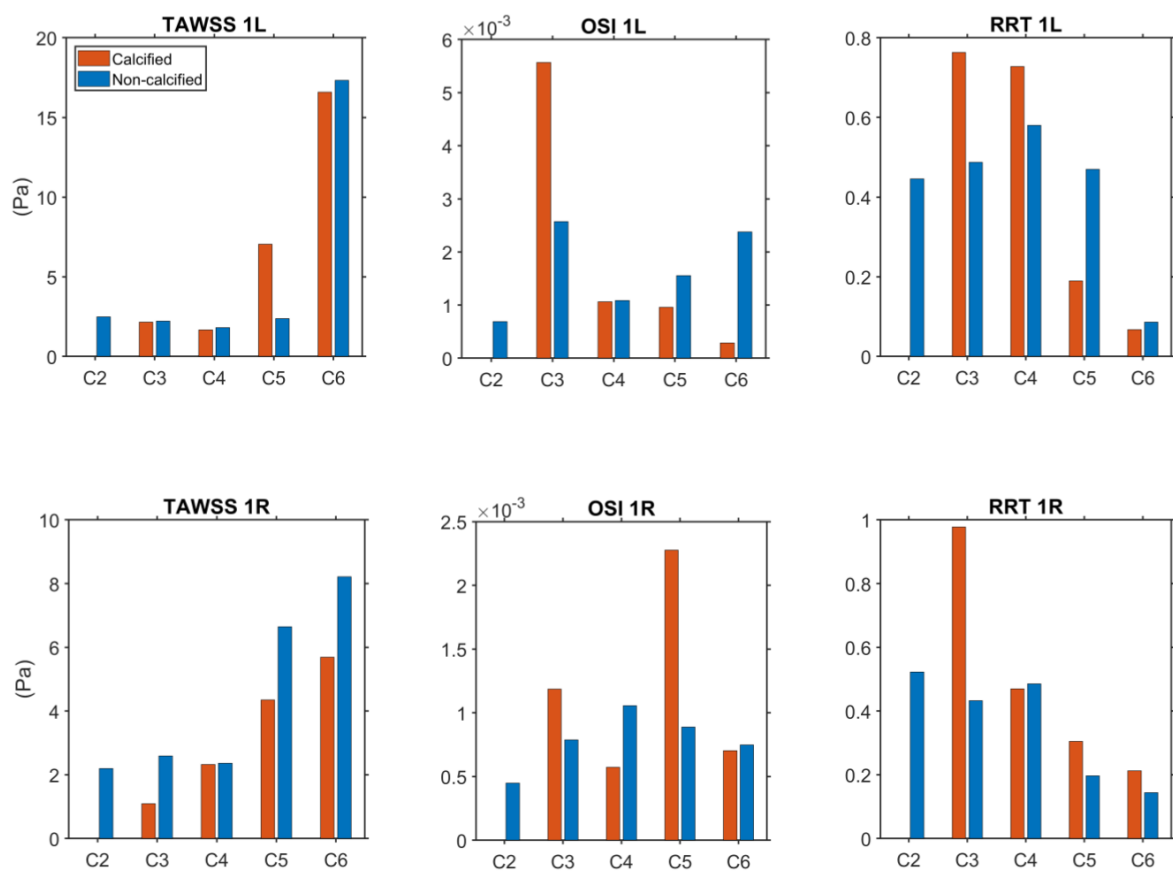 TAWSS 1L
20
15
10
5
0
(Pa)
Calcified
Non-calcified
C2 C3 C4 C5 C6
OSI 1L
×10⁻³
6
5
4
3
2
1
0
C2 C3 C4 C5 C6
RRT 1L
0.8
0.6
0.4
0.2
0
C2 C3 C4 C5 C6
TAWSS 1R
10
8
6
4
2
0
(Pa)
C2 C3 C4 C5 C6
OSI 1R
×10⁻³
2.5
2
1.5
1
0.5
0
C2 C3 C4 C5 C6
RRT 1R
1
0.8
0.6
0.4
0.2
0
C2 C3 C4 C5 C6